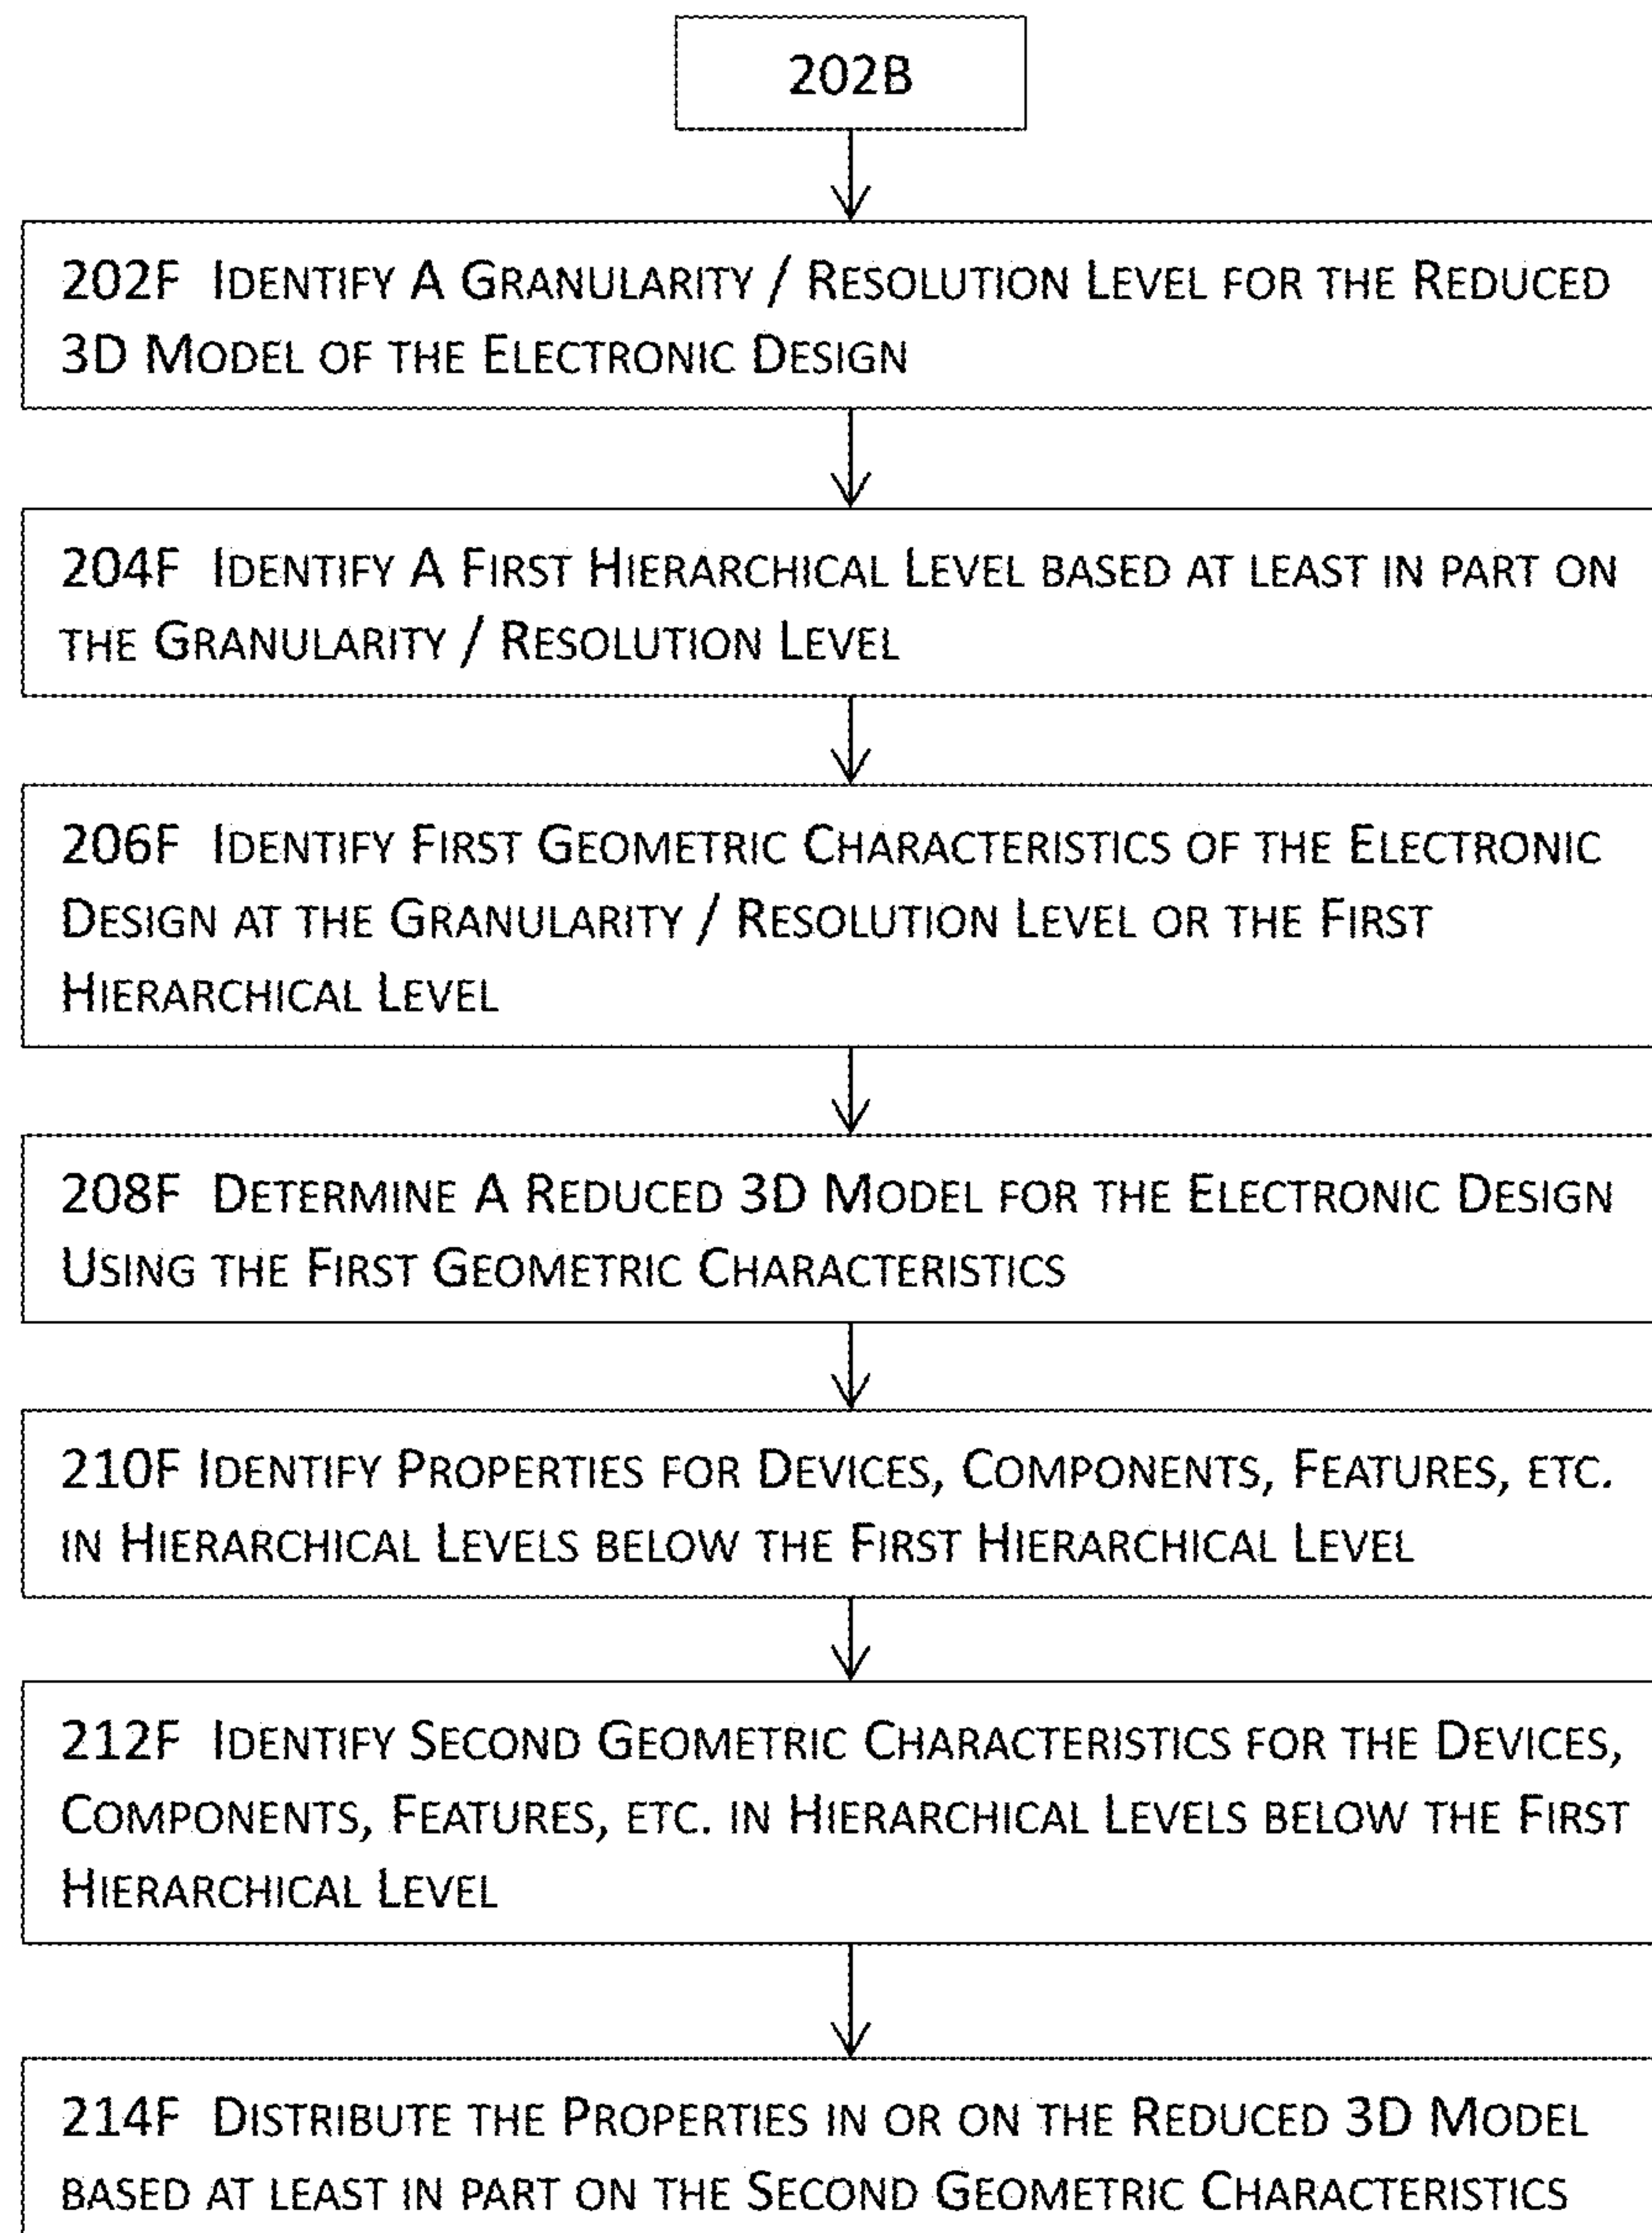 202B
202F Identify A Granularity / Resolution Level for the Reduced
3D Model of the Electronic Design
204F Identify A First Hierarchical Level based at least in part on
the Granularity / Resolution Level
206F Identify First Geometric Characteristics of the Electronic
Design at the Granularity / Resolution Level or the First
Hierarchical Level
208F Determine A Reduced 3D Model for the Electronic Design
Using the First Geometric Characteristics
210F Identify Properties for Devices, Components, Features, etc.
in Hierarchical Levels below the First Hierarchical Level
212F Identify Second Geometric Characteristics for the Devices,
Components, Features, etc. in Hierarchical Levels below the First
Hierarchical Level
214F Distribute the Properties in or on the Reduced 3D Model
based at least in part on the Second Geometric Characteristics